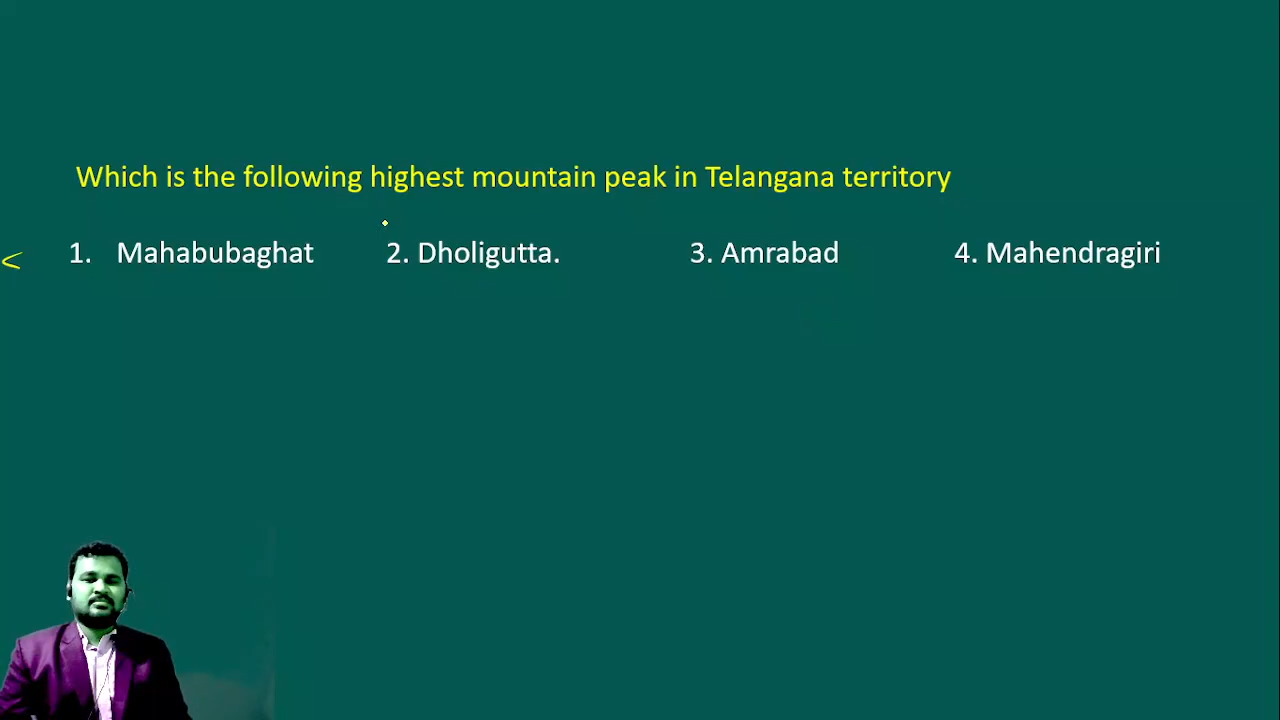 Which is the following highest mountain peak in Telangana territory
1. Mahabubaghat 2. Dholigutta. 3. Amrabad 4. Mahendragiri